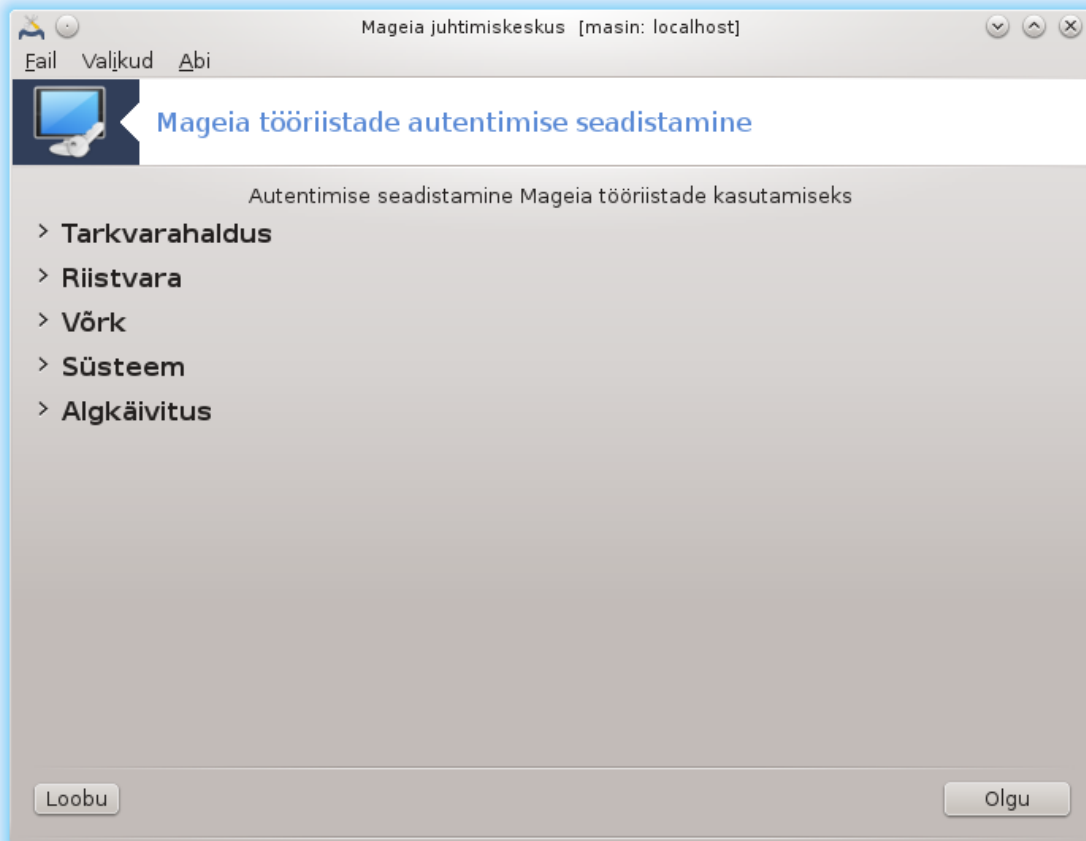 Mageia juhtimiskeskus [masin: localhost]
Fail Valikud Abi
Mageia tööriistade autentimise seadistamine
Autentimise seadistamine Mageia tööriistade kasutamiseks
> Tarkvarahaldus
> Riistvara
> Võrk
> Süsteem
> Algkäivitus
Loobu Olgu